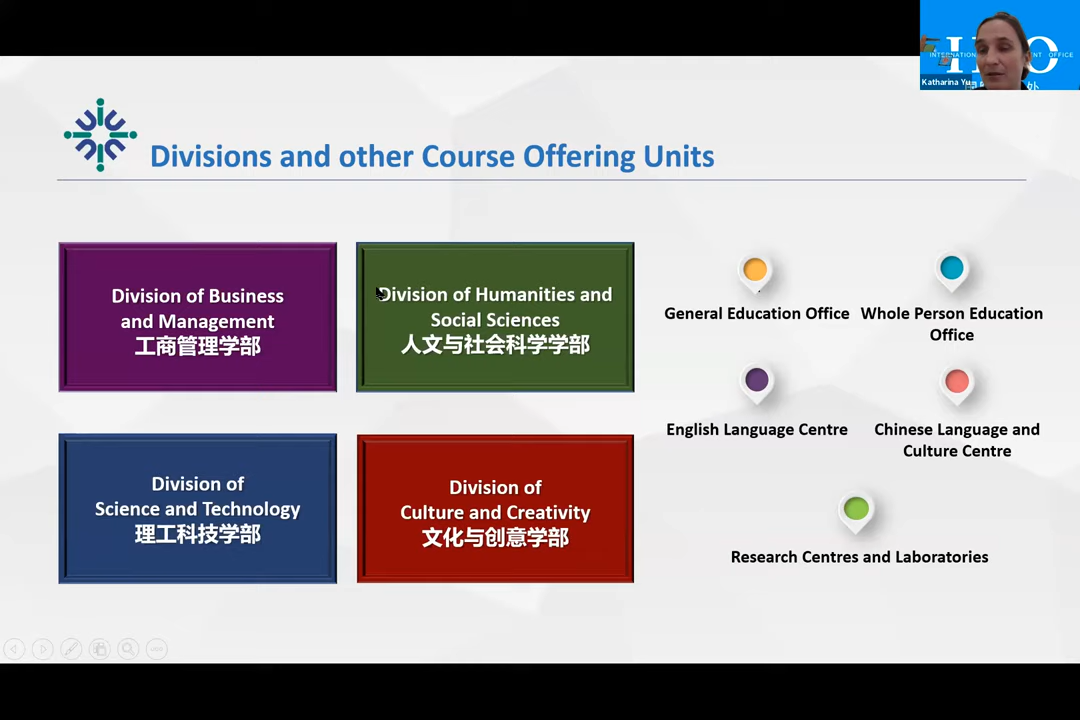 INTERNATION
OFFICE
Katharina Yu
Divisions and other Course Offering Units
Division of Business
and Management
工商管理学部
Division of Humanities and
Social Sciences
人文与社会科学学部
General Education Office
Whole Person Education
Office
English Language Centre
Chinese Language and
Culture Centre
Division of
Science and Technology
理工科技学部
Division of
Culture and Creativity
文化与创意学部
Research Centres and Laboratories